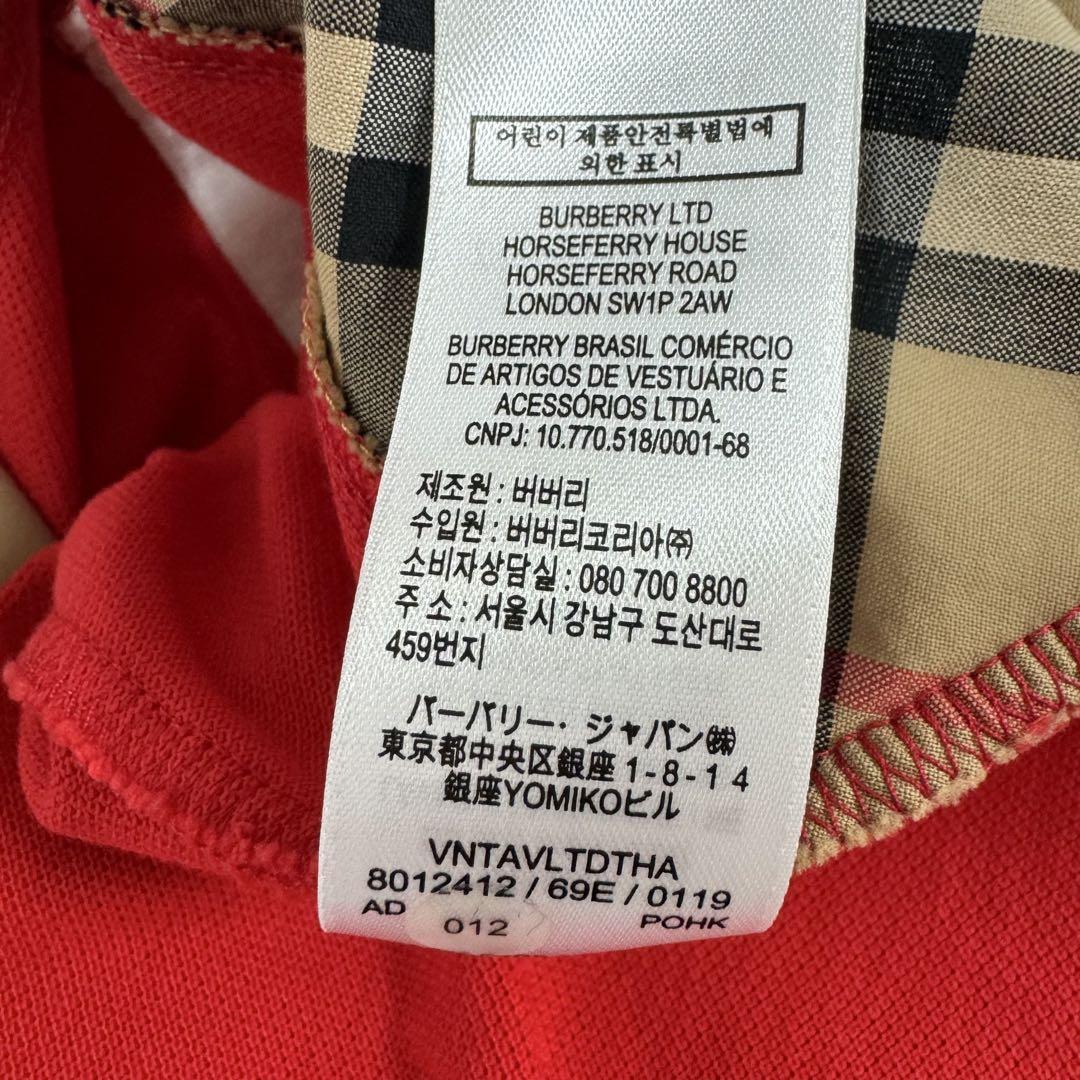 어린이 제품안전특별법에
의한 표시
BURBERRY LTD
HORSEFERRY HOUSE
HORSEFERRY ROAD
LONDON SW1P 2AW
BURBERRY BRASIL COMÉRCIO
DE ARTIGOS DE VESTUÁRIO E
ACESSÓRIOS LTDA.
CNPJ: 10.770.518/0001-68
제조원 : 버버리
수입원 : 버버리코리아㈜
소비자상담실 : 080 700 8800
주 소 : 서울시 강남구 도산대로
459번지
バーバリー・ジャパン㈱
東京都中央区銀座 1-8-1 4
銀座YOMIKOビル
VNTAVLTDTHA
8012412 / 69E / 0119
AD 012 POHK